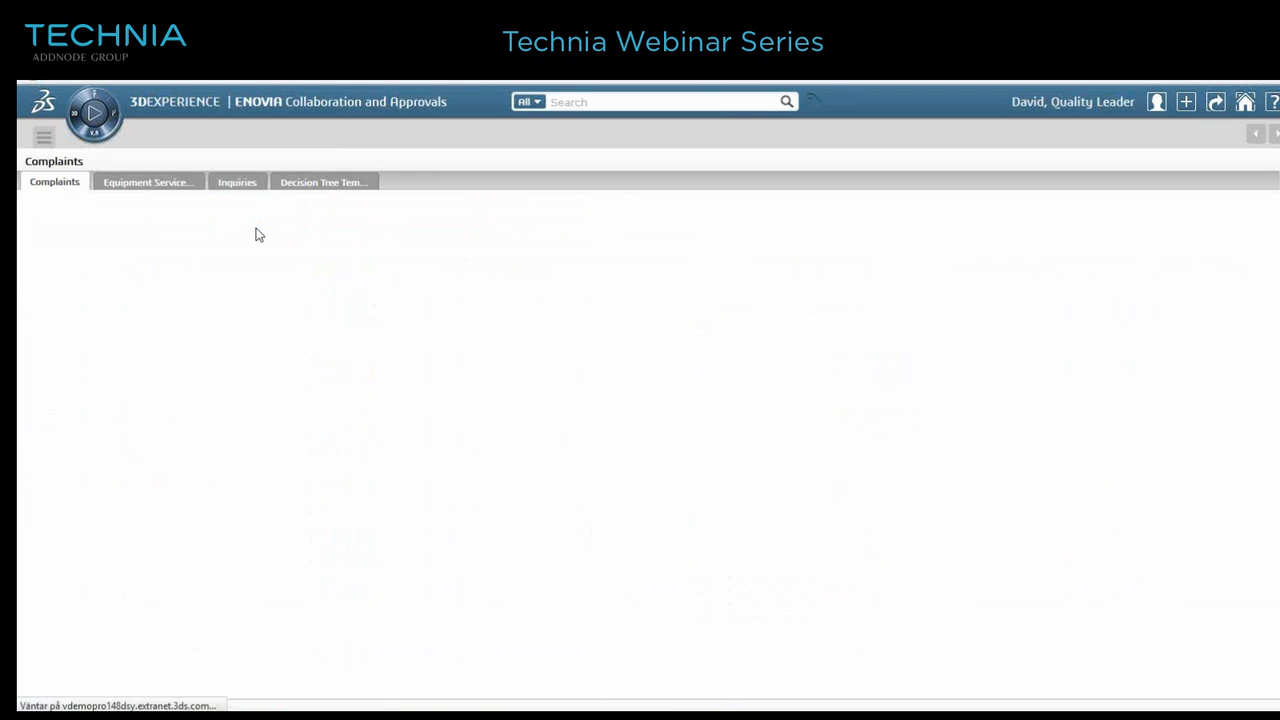 TECHNIA
ADDNODE GROUP
Technia Webinar Series
3DEXPERIENCE | ENOVIA Collaboration and Approvals
All
Search
David, Quality Leader
?
3D
V.R
Complaints
Complaints
Equipment Service...
Inquiries
Decision Tree Tem...
Väntar på vdemopro148dsy.extranet.3ds.com...